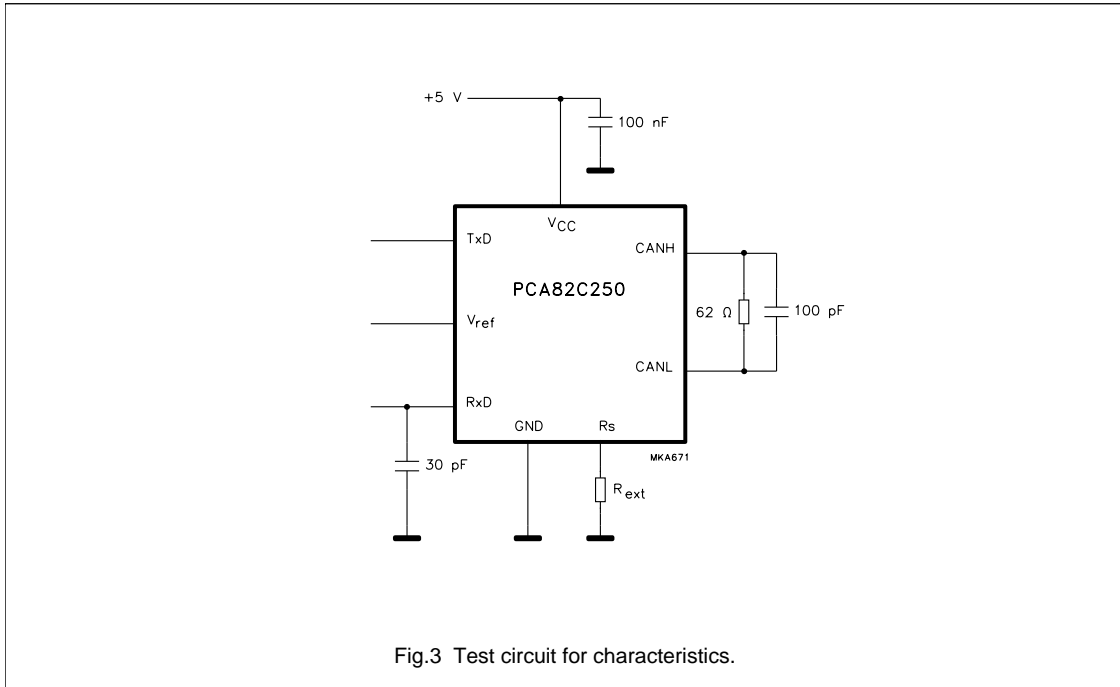 +5 V
100 nF
VCC
TxD
CANH
PCA82C250
62 Ω
100 pF
Vref
CANL
RxD
GND
Rs
MKA671
30 pF
Rext
Fig.3 Test circuit for characteristics.